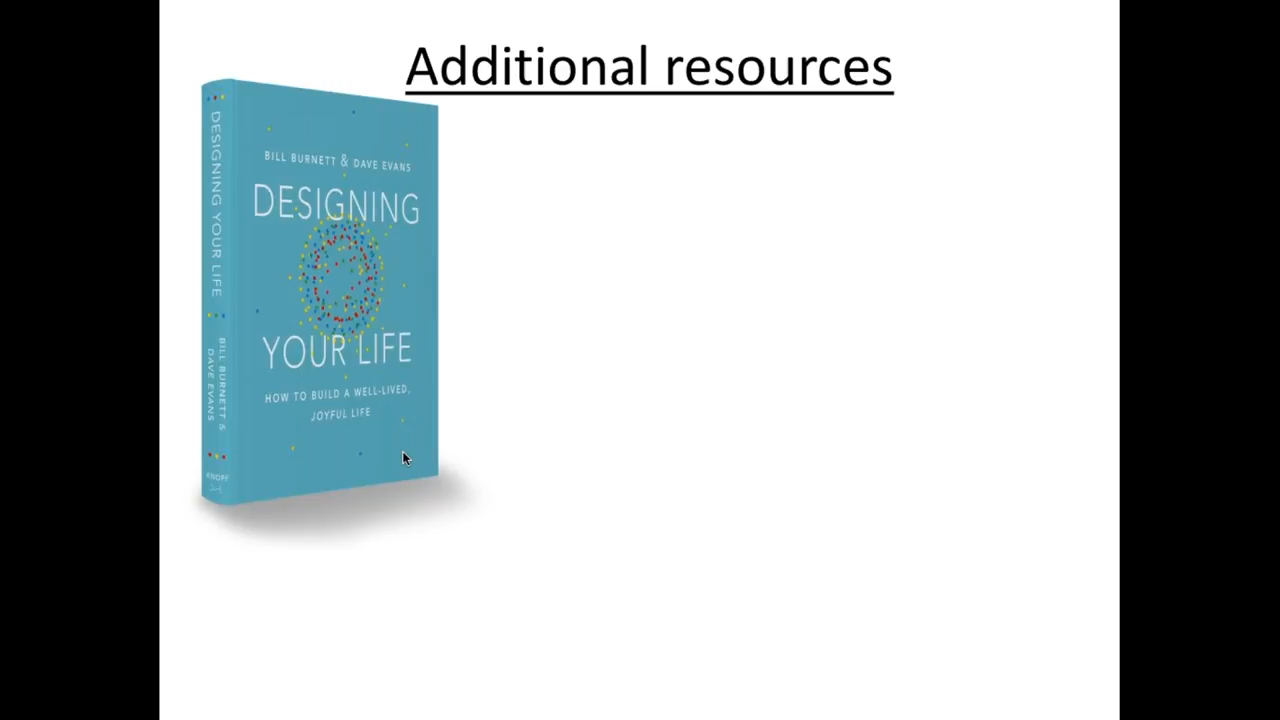 Additional resources
BILL BURNETT & DAVE EVANS
DESIGNING
YOUR LIFE
HOW TO BUILD A WELL-LIVED,
JOYFUL LIFE
DESIGNING YOUR LIFE
BILL BURNETT &
DAVE EVANS
KNOPF